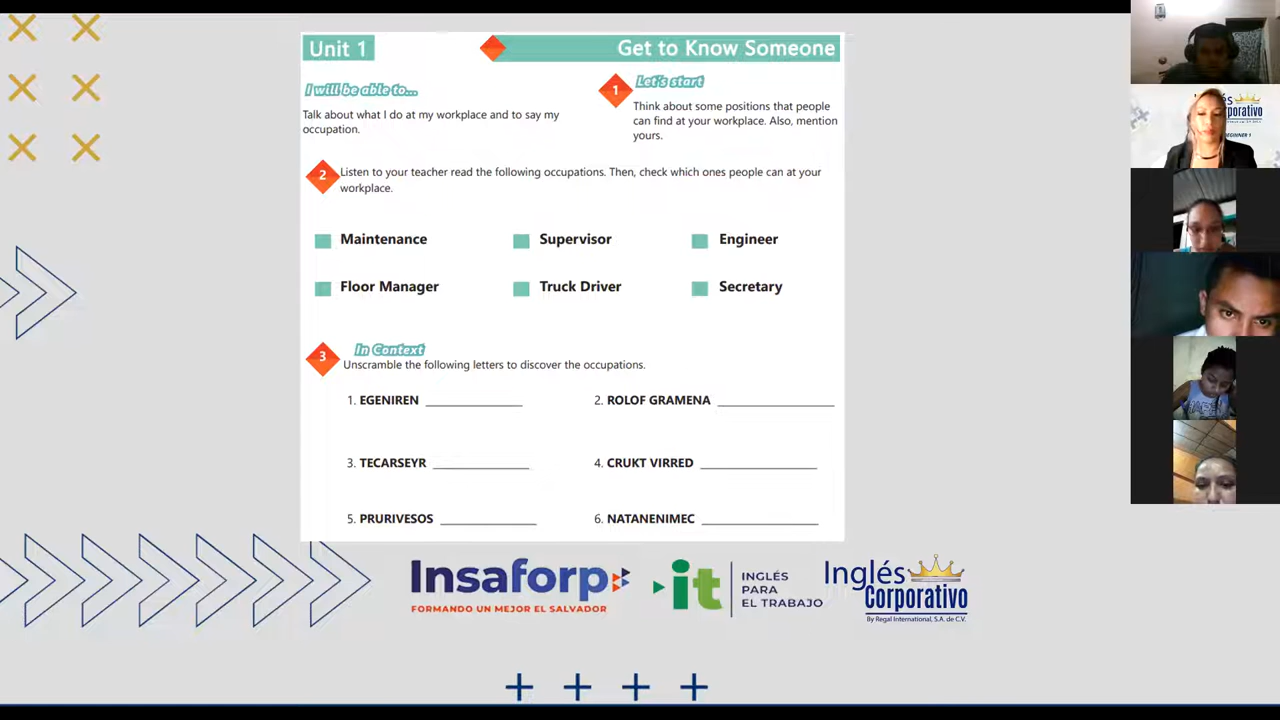 Unit 1
Get to Know Someone
I will be able to...
Talk about what I do at my workplace and to say my
occupation.
1
Let's start
Think about some positions that people
can find at your workplace. Also, mention
yours.
2
Listen to your teacher read the following occupations. Then, check which ones people can at your
workplace.
Maintenance
Supervisor
Engineer
Floor Manager
Truck Driver
Secretary
3
In Context
Unscramble the following letters to discover the occupations.
1. EGENIREN
2. ROLOF GRAMENA
3. TECARSEYR
4. CRUKT VIRRED
5. PRURIVESOS
6. NATANENIMEC
Insaforp
FORMANDO UN MEJOR EL SALVADOR
it
INGLÉS
PARA
EL TRABAJO
Inglés
Corporativo
By Regal International, S.A. de C.V.